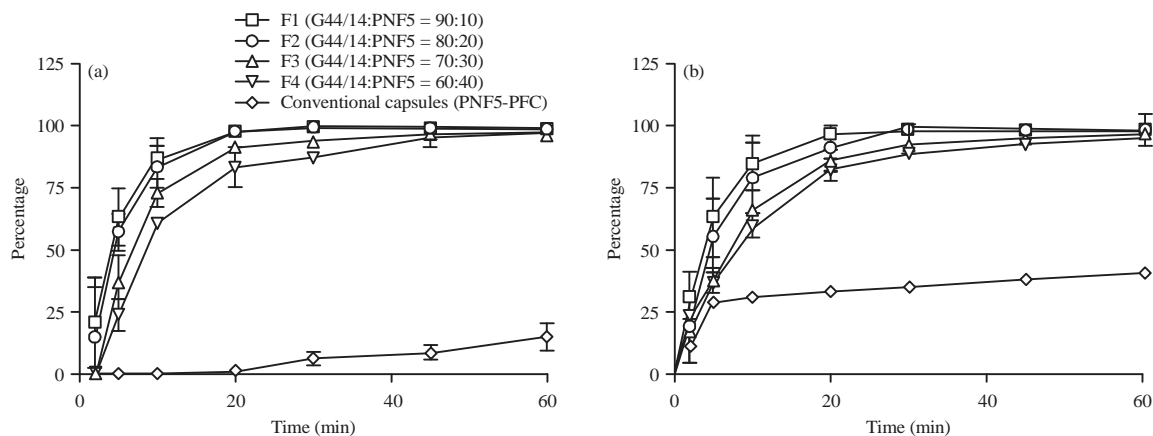 F1 (G44/14:PNF5 = 90:10)
F2 (G44/14:PNF5 = 80:20)
F3 (G44/14:PNF5 = 70:30)
F4 (G44/14:PNF5 = 60:40)
Conventional capsules (PNF5-PFC)
(a)
125
100
75
50
25
0
Percentage
0 20 40 60
Time (min)
(b)
125
100
75
50
25
0
Percentage
0 20 40 60
Time (min)